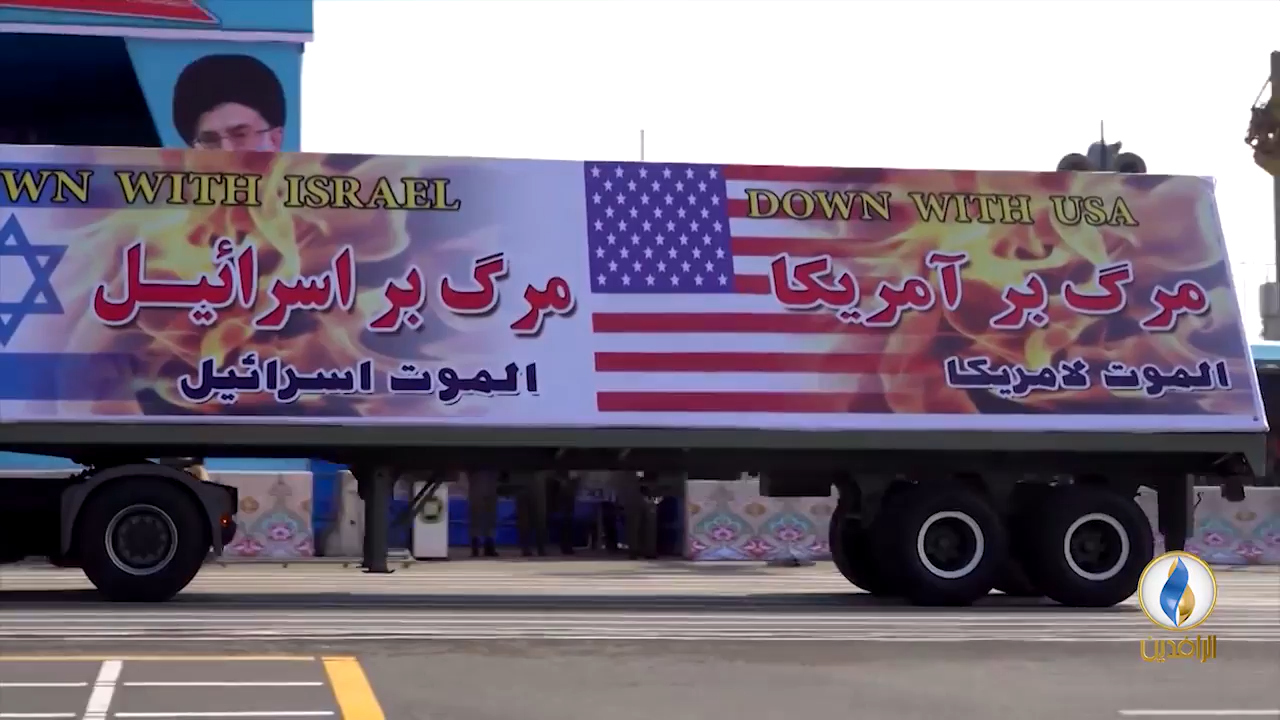 WN WITH ISRAEL
مرگ بر اسرائیل
الموت اسرائیل
DOWN WITH USA
مرگ بر آمریکا
الموت لامریکا
الرافدين